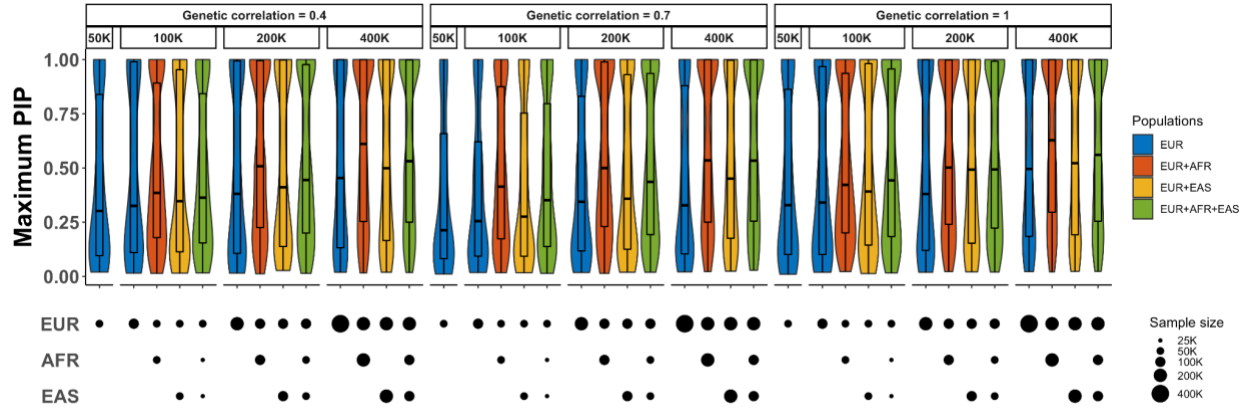 Genetic correlation = 0.4 Genetic correlation = 0.7 Genetic correlation = 1
50K 100K 200K 400K 50K 100K 200K 400K 50K 100K 200K 400K
Maximum PIP
1.00
0.75
0.50
0.25
0.00
Populations
EUR
EUR+AFR
EUR+EAS
EUR+AFR+EAS
EUR
AFR
EAS
Sample size
25K
50K
100K
200K
400K